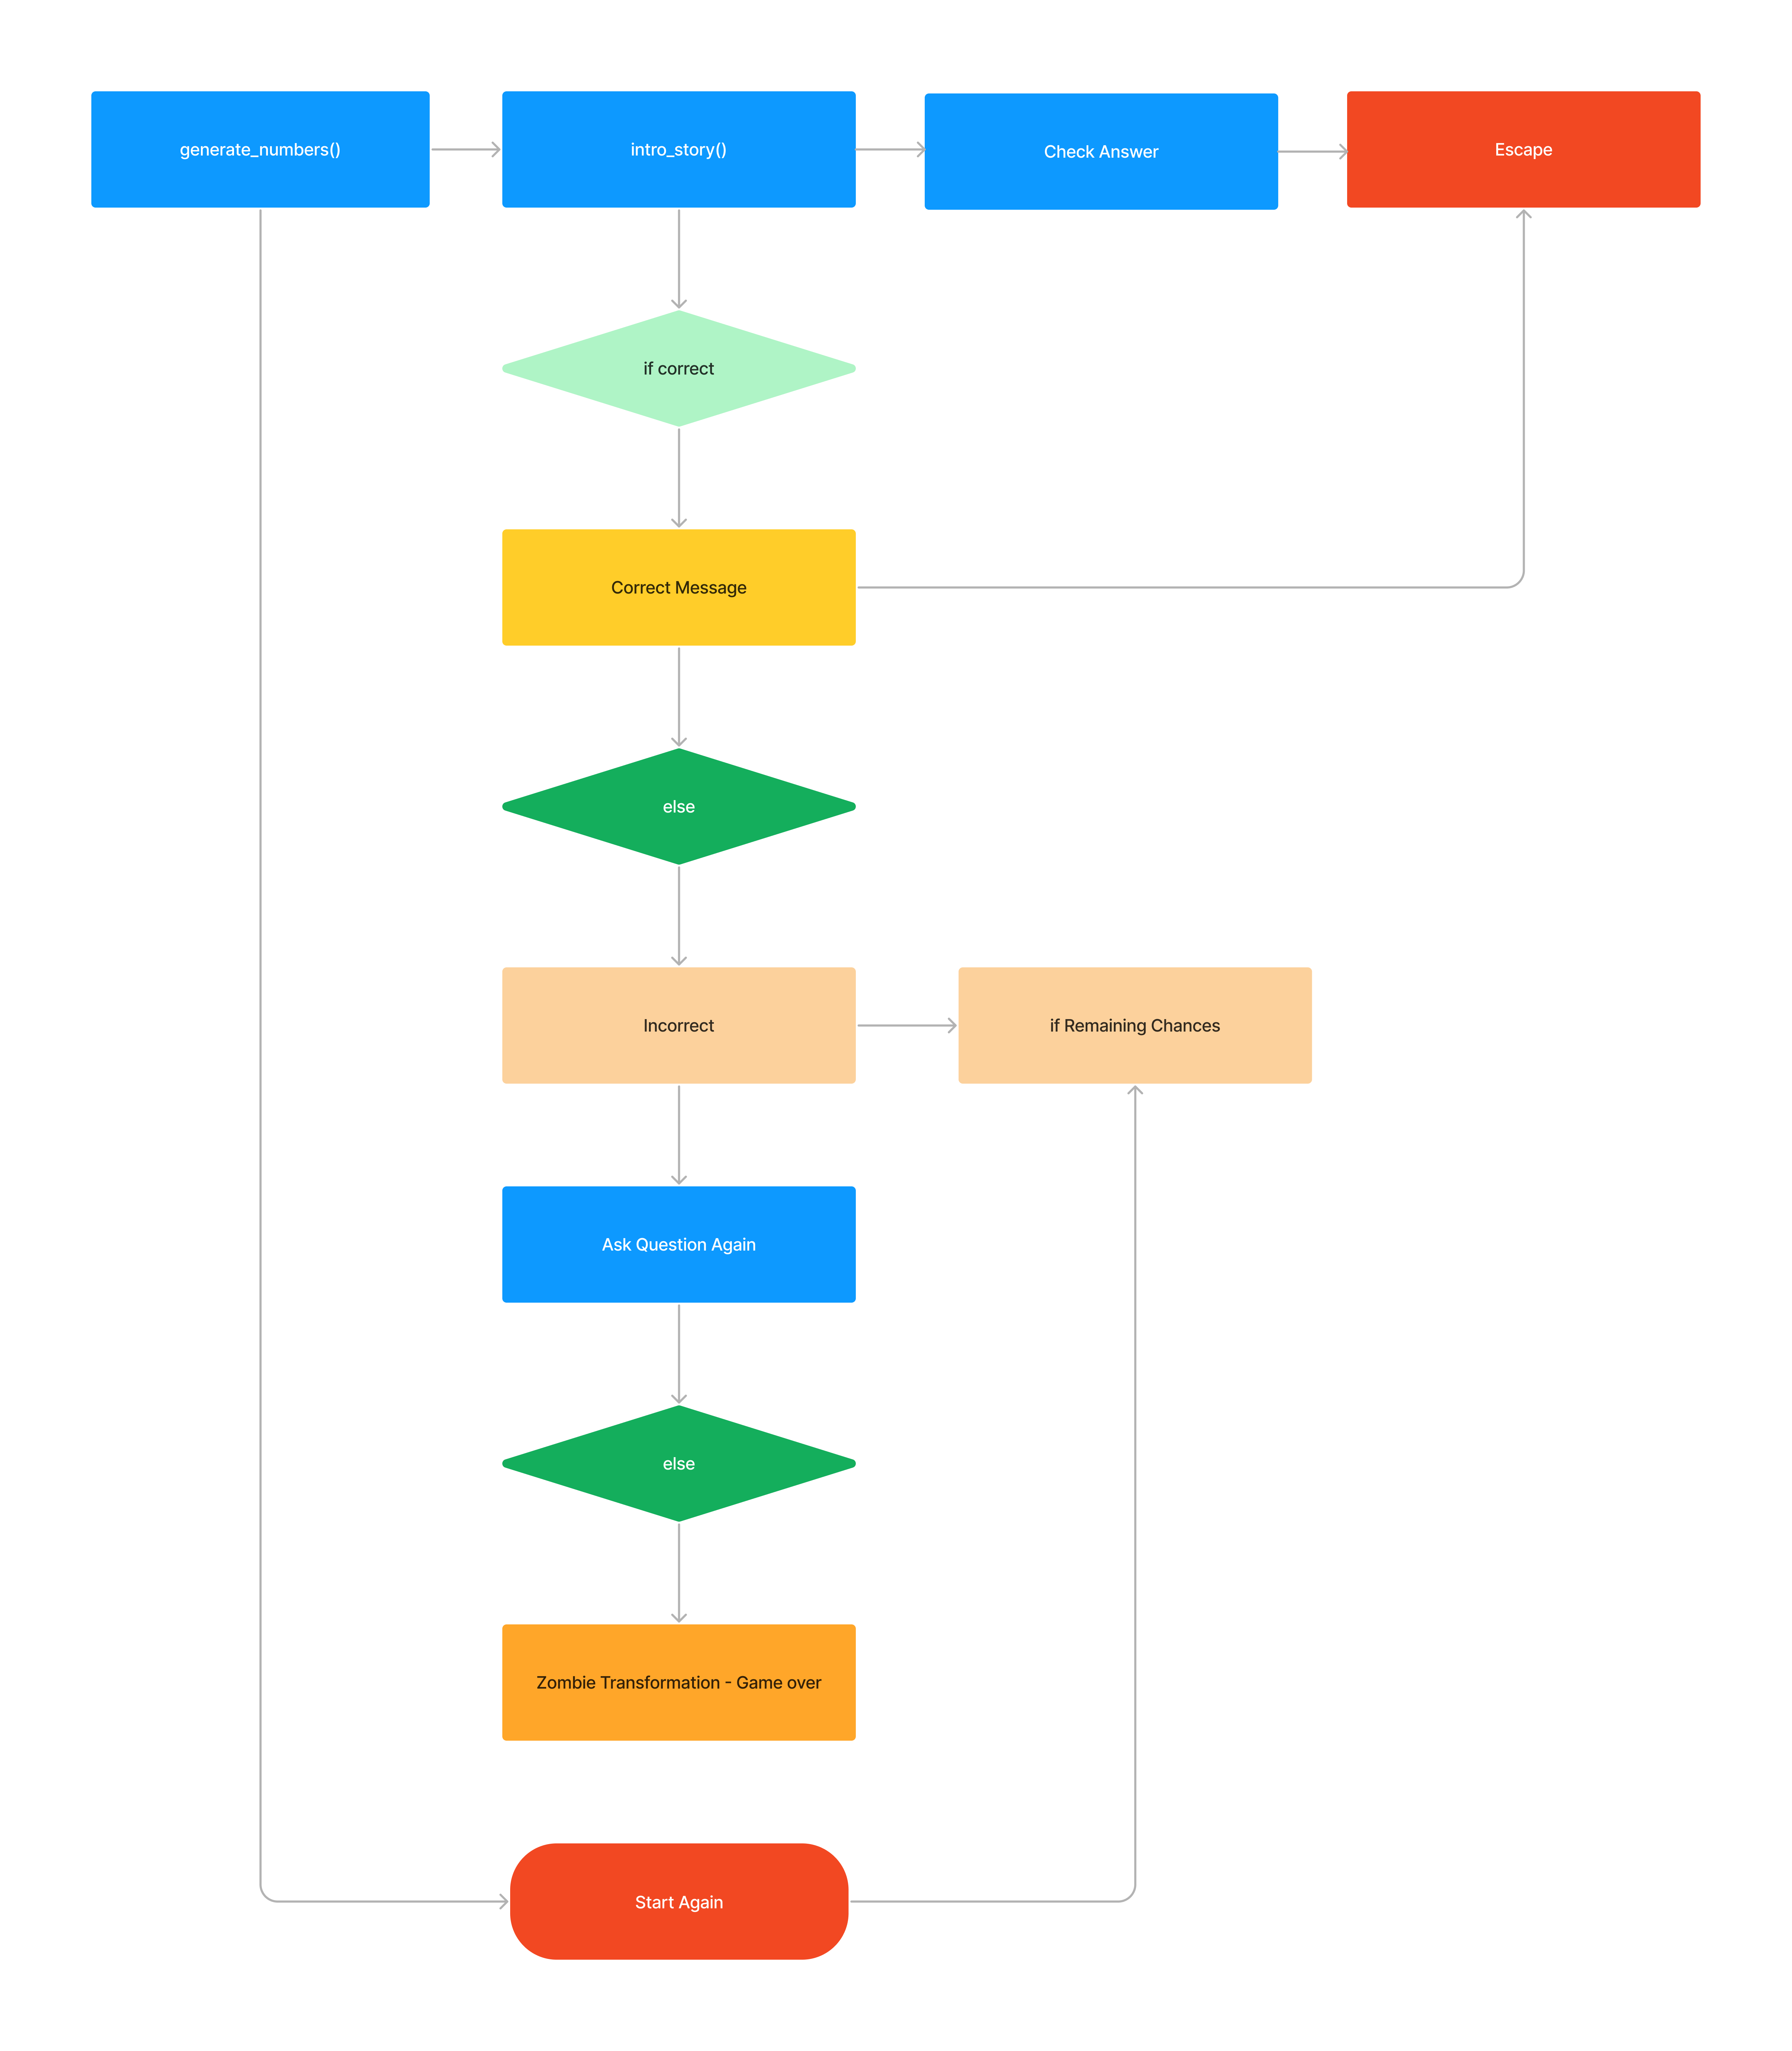 generate_numbers()
intro_story()
Check Answer
Escape
if correct
Correct Message
else
Incorrect
if Remaining Chances
Ask Question Again
else
Zombie Transformation - Game over
Start Again